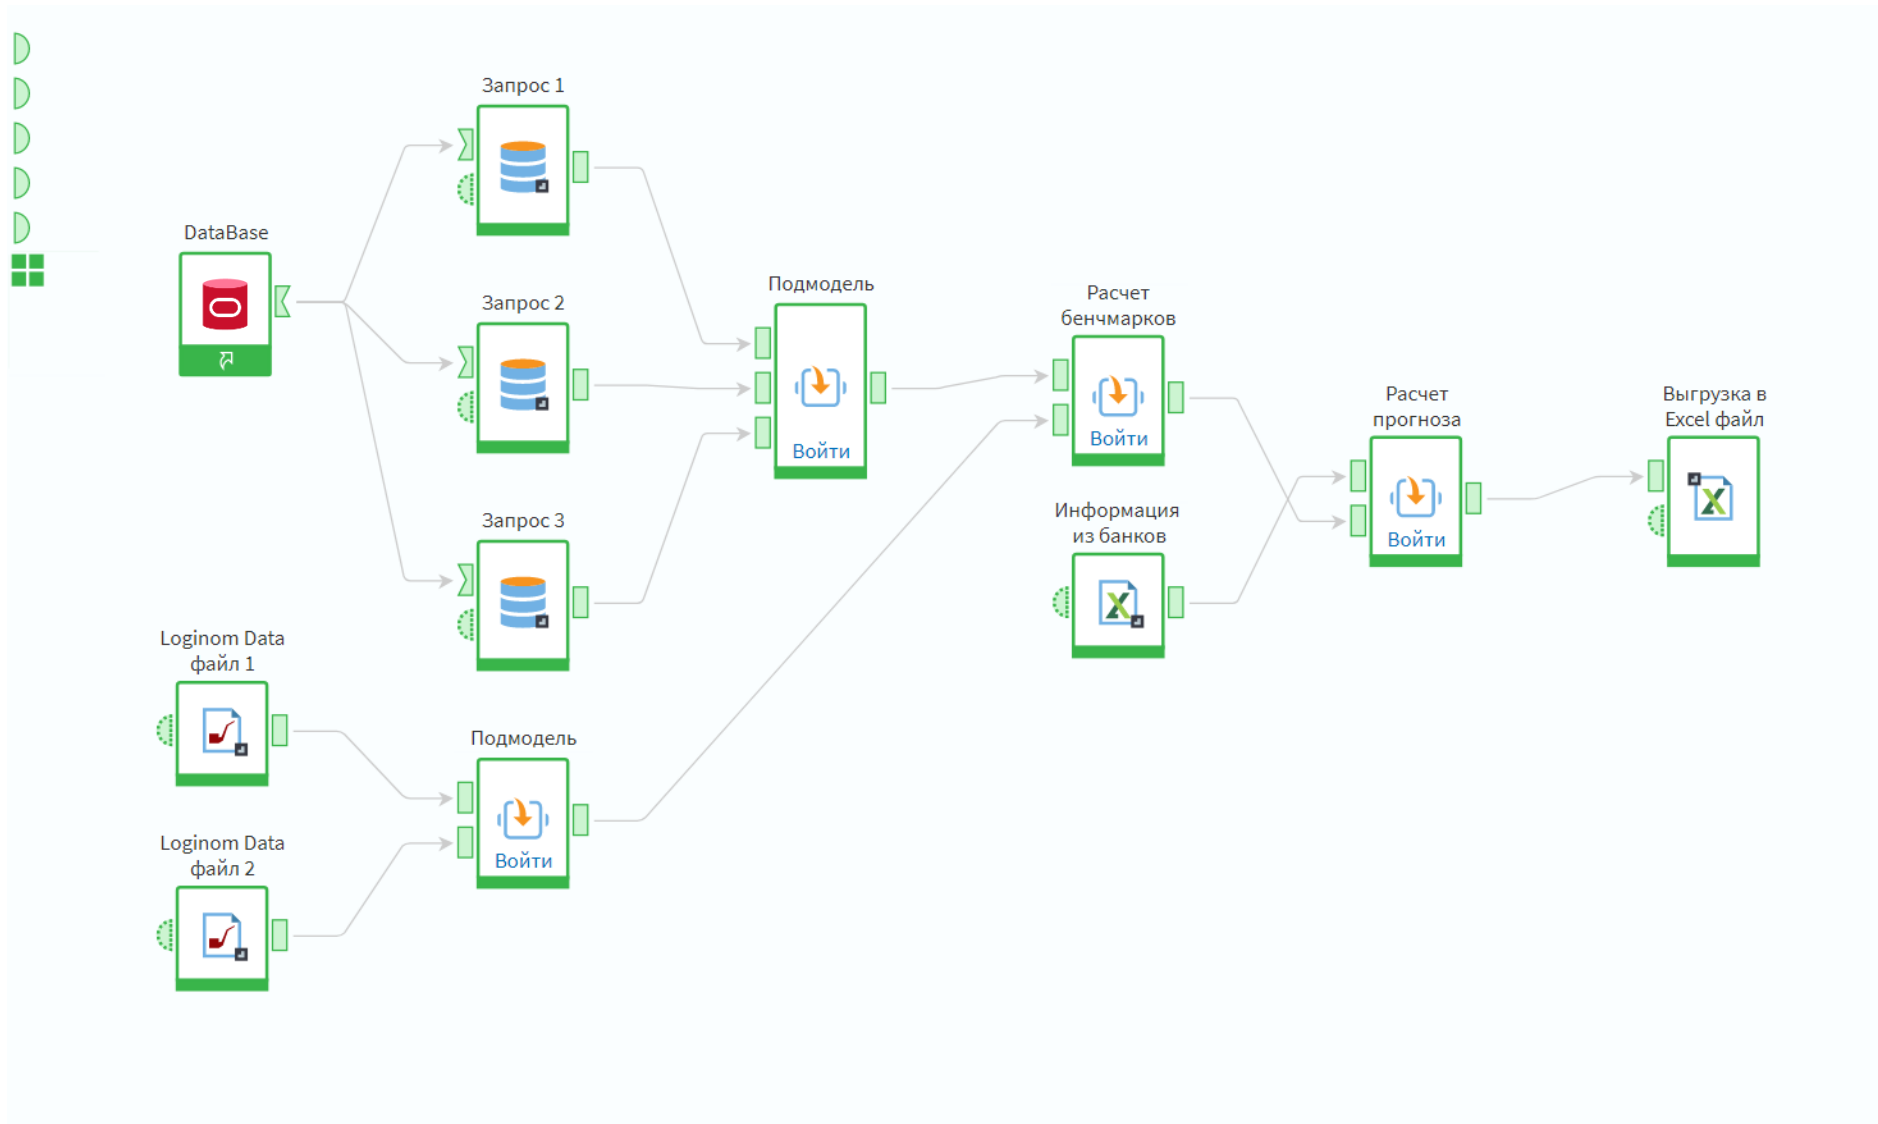 Запрос 1
DataBase
Запрос 2
Подмодель
Войти
Расчет
бенчмарков
Войти
Расчет
прогноза
Войти
Выгрузка в
Excel файл
Запрос 3
Информация
из банков
Loginom Data
файл 1
Подмодель
Войти
Loginom Data
файл 2